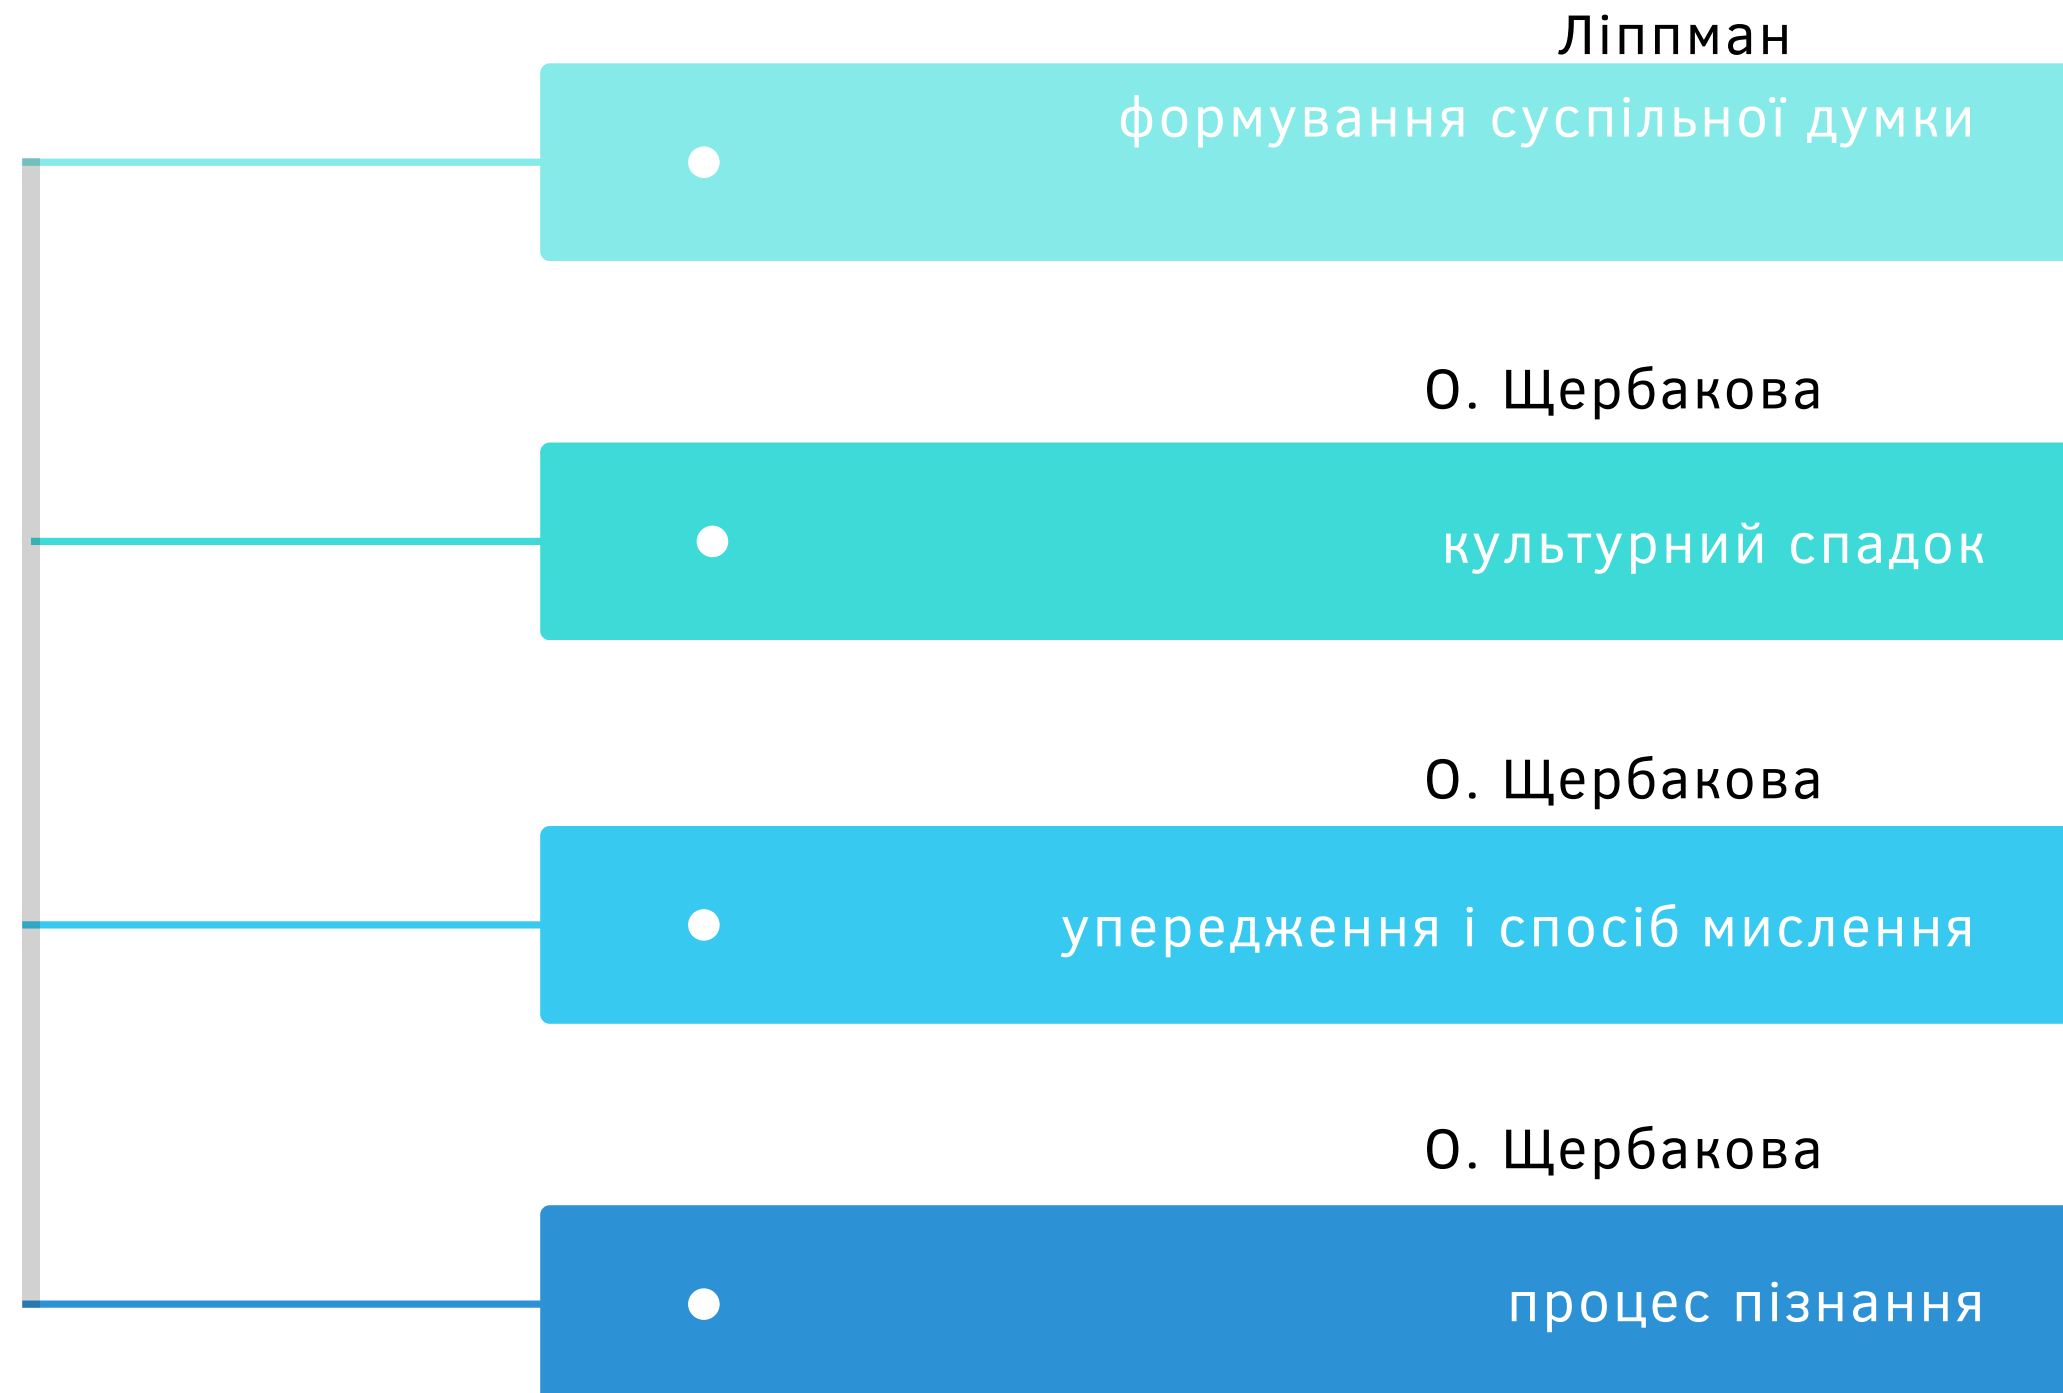 Ліппман
формування суспільної думки
О. Щербакова
культурний спадок
О. Щербакова
упередження і спосіб мислення
О. Щербакова
процес пізнання